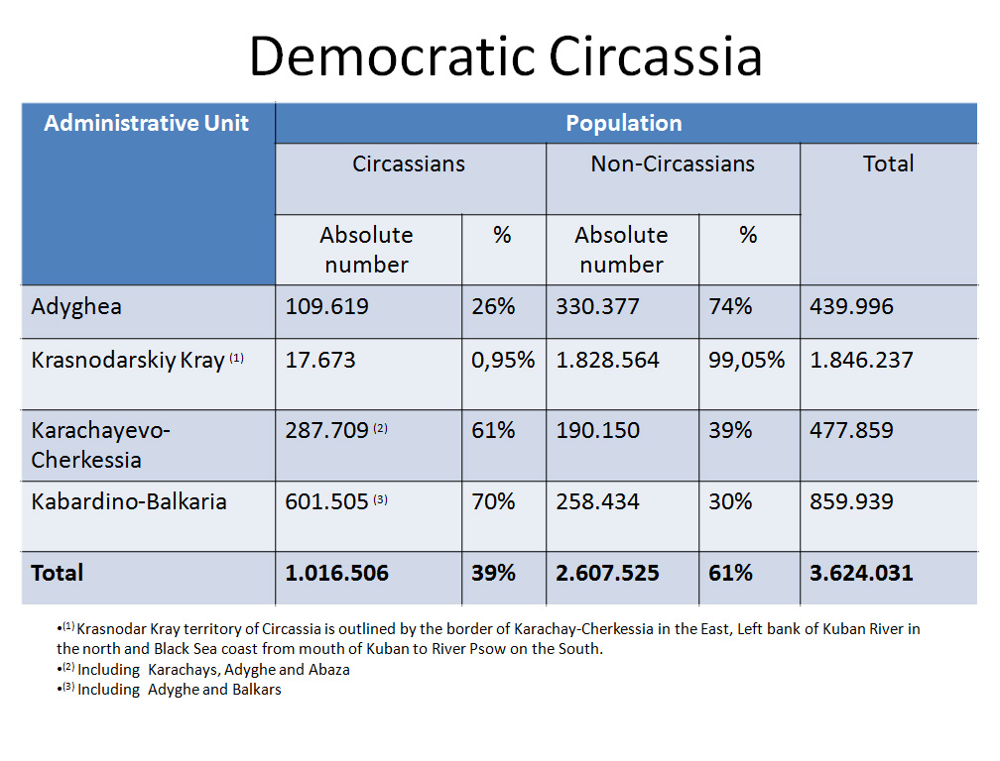 Democratic Circassia
Administrative Unit
Population
Circassians
Non-Circassians
Total
Absolute
number
%
Absolute
number
%
Adyghea
109.619
26%
330.377
74%
439.996
Krasnodarskiy Kray (1)
17.673
0,95%
1.828.564
99,05%
1.846.237
Karachayevo-
Cherkessia
287.709 (2)
61%
190.150
39%
477.859
Kabardino-Balkaria
601.505 (3)
70%
258.434
30%
859.939
Total
1.016.506
39%
2.607.525
61%
3.624.031
•(1) Krasnodar Kray territory of Circassia is outlined by the border of Karachay-Cherkessia in the East, Left bank of Kuban River in
the north and Black Sea coast from mouth of Kuban to River Psow on the South.
•(2) Including Karachays, Adyghe and Abaza
•(3) Including Adyghe and Balkars